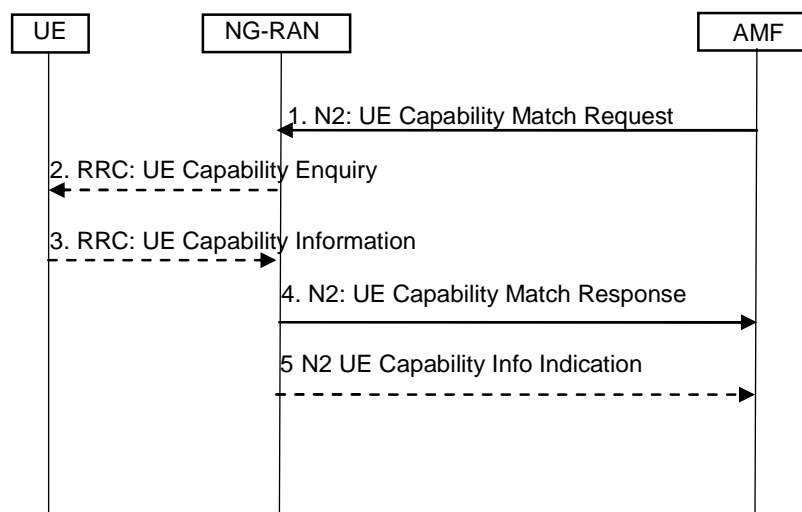 UE
NG-RAN
AMF
1. N2: UE Capability Match Request
2. RRC: UE Capability Enquiry
3. RRC: UE Capability Information
4. N2: UE Capability Match Response
5 N2 UE Capability Info Indication